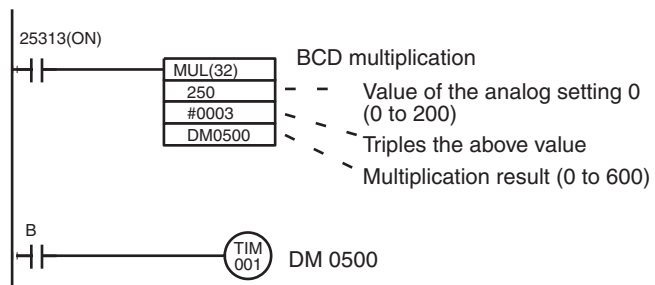 25313(ON)
MUL(32)
250
#0003
DM0500
BCD multiplication
Value of the analog setting 0
(0 to 200)
Triples the above value
Multiplication result (0 to 600)
B
TIM
001
DM 0500